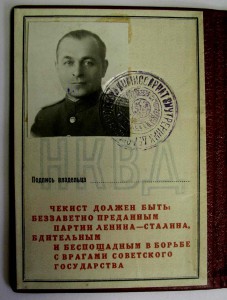 НКВД
Подпись владельца
ЧЕКИСТ ДОЛЖЕН БЫТЬ:
БЕЗЗАВЕТНО ПРЕДАННЫМ
ПАРТИИ ЛЕНИНА—СТАЛИНА,
БДИТЕЛЬНЫМ
И БЕСПОЩАДНЫМ В БОРЬБЕ
С ВРАГАМИ СОВЕТСКОГО
ГОСУДАРСТВА